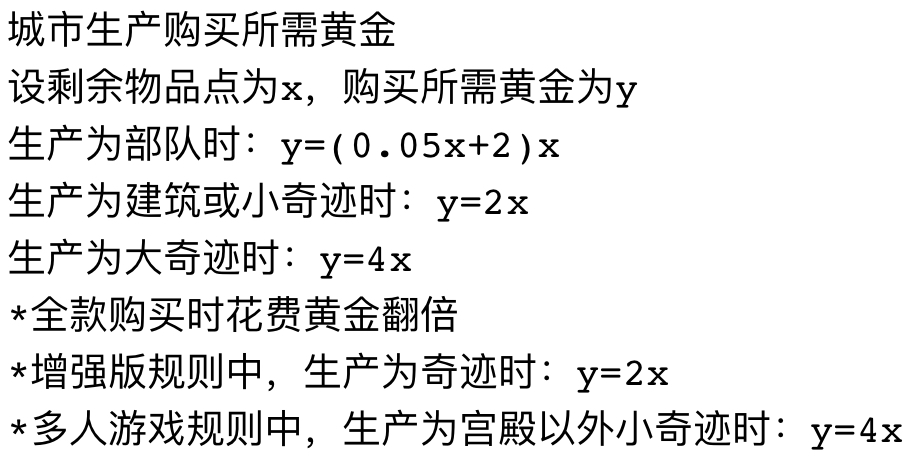 城市生产购买所需黄金
设剩余物品点为x，购买所需黄金为y
生产为部队时：y=(0.05x+2)x
生产为建筑或小奇迹时：y=2x
生产为大奇迹时：y=4x
*全款购买时花费黄金翻倍
*增强版规则中，生产为奇迹时：y=2x
*多人游戏规则中，生产为宫殿以外小奇迹时：y=4x